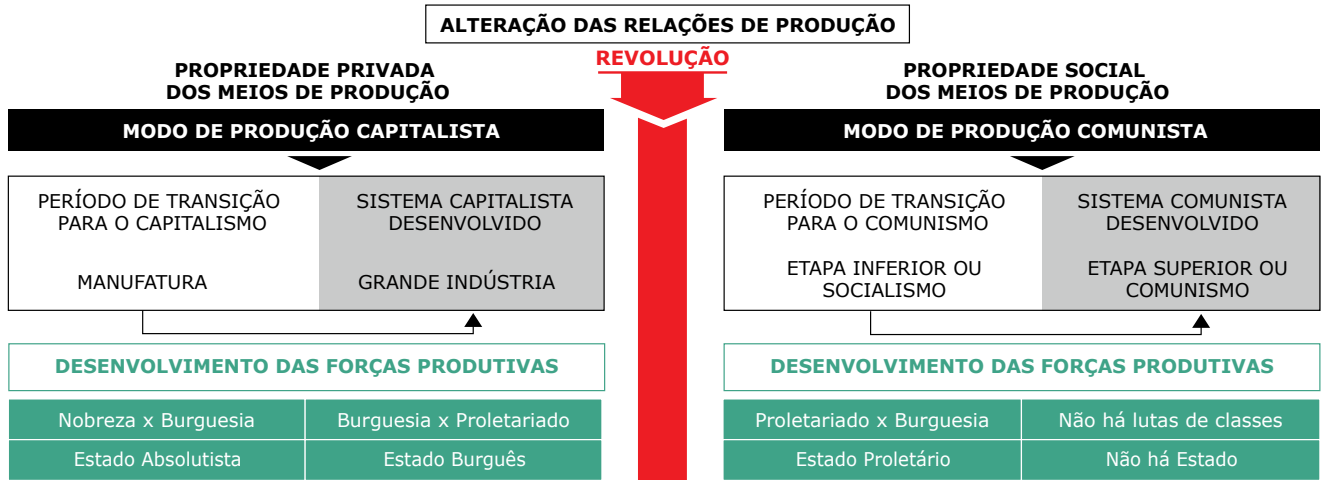 ALTERAÇÃO DAS RELAÇÕES DE PRODUÇÃO
REVOLUÇÃO
PROPRIEDADE PRIVADA
DOS MEIOS DE PRODUÇÃO
MODO DE PRODUÇÃO CAPITALISTA
PERÍODO DE TRANSIÇÃO
PARA O CAPITALISMO
MANUFATURA
SISTEMA CAPITALISTA
DESENVOLVIDO
GRANDE INDÚSTRIA
DESENVOLVIMENTO DAS FORÇAS PRODUTIVAS
Nobreza x Burguesia
Burguesia x Proletariado
Estado Absolutista
Estado Burguês
PROPRIEDADE SOCIAL
DOS MEIOS DE PRODUÇÃO
MODO DE PRODUÇÃO COMUNISTA
PERÍODO DE TRANSIÇÃO
PARA O COMUNISMO
ETAPA INFERIOR OU
SOCIALISMO
SISTEMA COMUNISTA
DESENVOLVIDO
ETAPA SUPERIOR OU
COMUNISMO
DESENVOLVIMENTO DAS FORÇAS PRODUTIVAS
Proletariado x Burguesia
Não há lutas de classes
Estado Proletário
Não há Estado